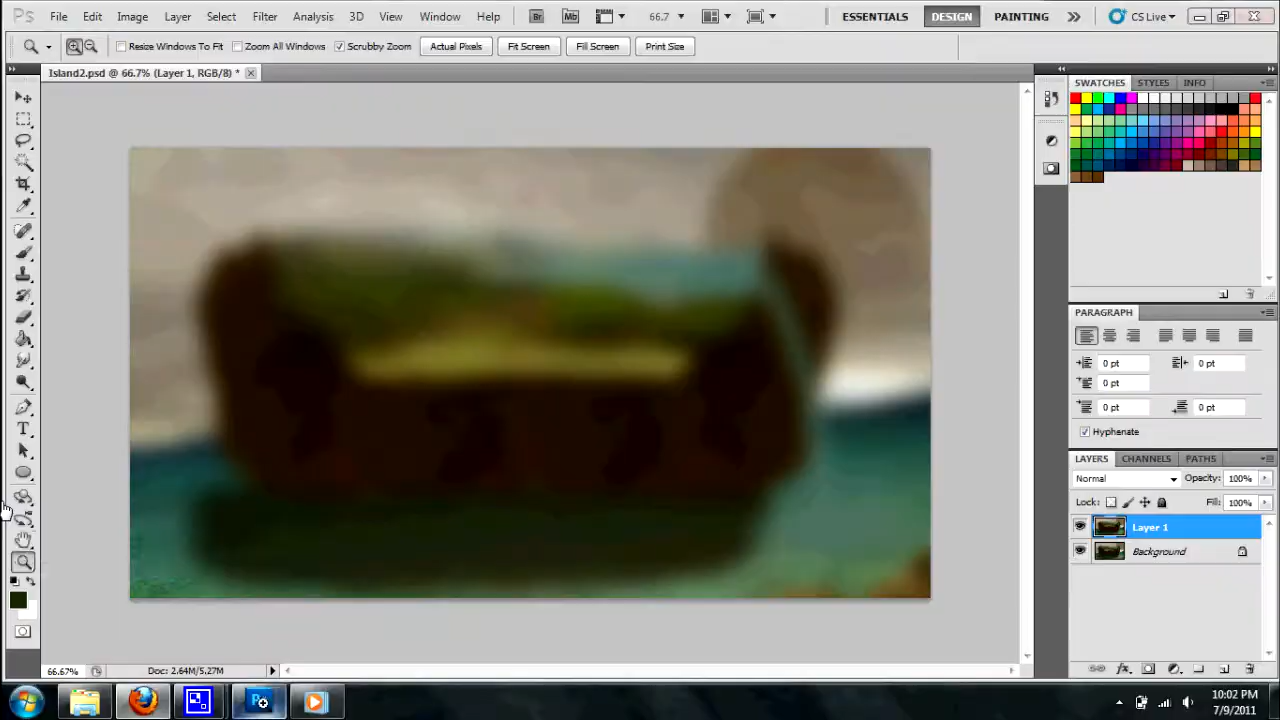 Ps File Edit Image Layer Select Filter Analysis 3D View Window Help Br Mb 66.7 ESSENTIALS DESIGN PAINTING CS Live
Resize Windows To Fit Zoom All Windows Scrubby Zoom Actual Pixels Fit Screen Fill Screen Print Size
Island2.psd @ 66.7% (Layer 1, RGB/8) *
SWATCHES STYLES INFO
PARAGRAPH
0 pt 0 pt
0 pt
0 pt 0 pt
Hyphenate
LAYERS CHANNELS PATHS
Normal Opacity: 100%
Lock: Fill: 100%
Layer 1
Background
66.67% Doc: 2.64M/5.27M
10:02 PM
7/9/2011